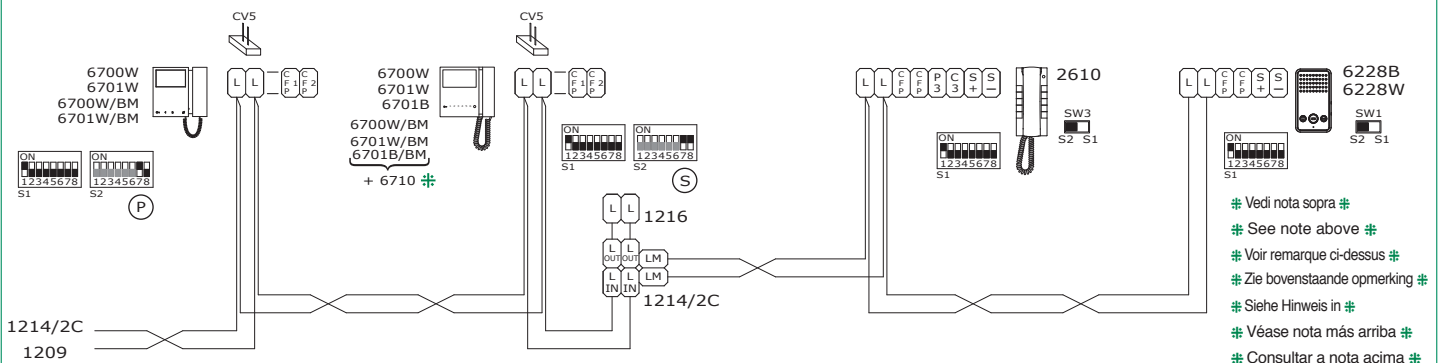 CV5
6700W
6701W
6700W/BM
6701W/BM
L L C F P 1 C F P 2
ON
12345678
S1
ON
12345678
S2
P
CV5
6700W
6701W
6701B
6700W/BM
6701W/BM
6701B/BM
+ 6710 ⁜
L L C F P 1 C F P 2
ON
12345678
S1
ON
12345678
S2
S
L L 1216
L OUT L OUT LM
L IN L IN LM
1214/2C
L L C F P C F P P 3 C 3 S + S –
2610
SW3
S2 S1
ON
12345678
S1
L L C F P C F P S + S –
6228B
6228W
SW1
S2 S1
ON
12345678
S1
1214/2C
1209
⁜ Vedi nota sopra ⁜
⁜ See note above ⁜
⁜ Voir remarque ci-dessus ⁜
⁜ Zie bovenstaande opmerking ⁜
⁜ Siehe Hinweis in ⁜
⁜ Véase nota más arriba ⁜
⁜ Consultar a nota acima ⁜